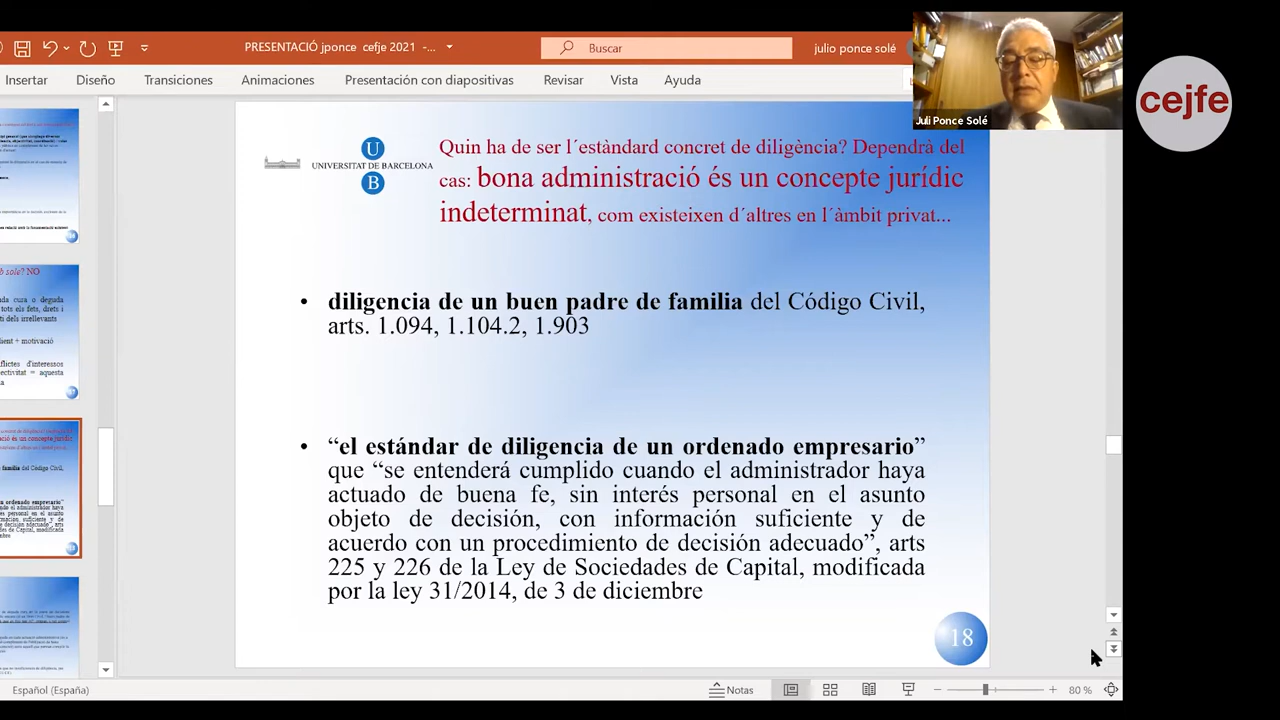 PRESENTACIÓ jponce cefje 2021 -...
Buscar
julio ponce solé
Insertar
Diseño
Transiciones
Animaciones
Presentación con diapositivas
Revisar
Vista
Ayuda
Juli Ponce Solé
cejfe
U
UNIVERSITAT DE BARCELONA
B
Quin ha de ser l´estàndard concret de diligència? Dependrà del
cas: bona administració és un concepte jurídic
indeterminat, com existeixen d´altres en l´àmbit privat...
• diligencia de un buen padre de familia del Código Civil,
arts. 1.094, 1.104.2, 1.903
• “el estándar de diligencia de un ordenado empresario”
que “se entenderá cumplido cuando el administrador haya
actuado de buena fe, sin interés personal en el asunto
objeto de decisión, con información suficiente y de
acuerdo con un procedimiento de decisión adecuado”, arts
225 y 226 de la Ley de Sociedades de Capital, modificada
por la ley 31/2014, de 3 de diciembre
18
Español (España)
Notas
80 %